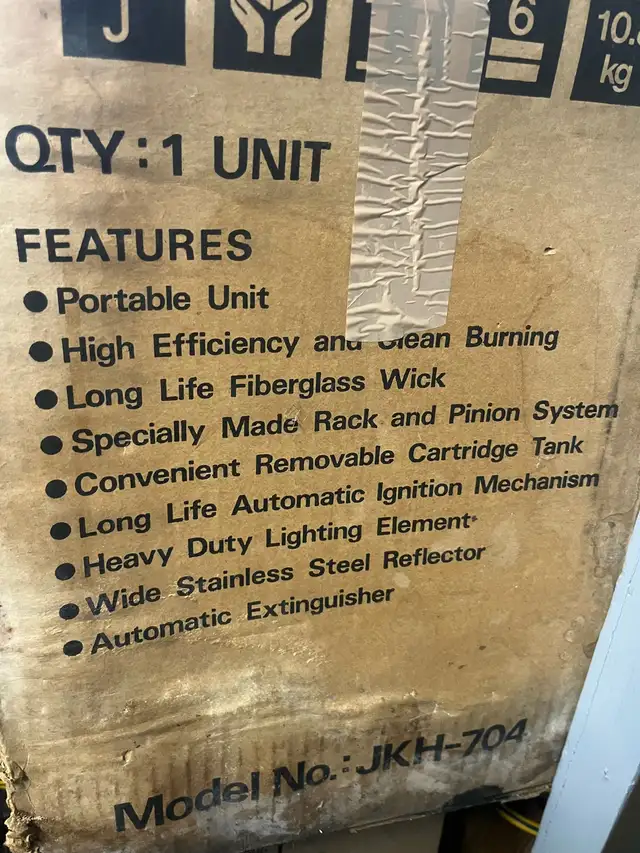 J
6
10.
kg
QTY:1 UNIT
FEATURES
● Portable Unit
● High Efficiency and Clean Burning
● Long Life Fiberglass Wick
● Specially Made Rack and Pinion System
● Convenient Removable Cartridge Tank
● Long Life Automatic Ignition Mechanism
● Heavy Duty Lighting Element
● Wide Stainless Steel Reflector
● Automatic Extinguisher
Model No.: JKH-704